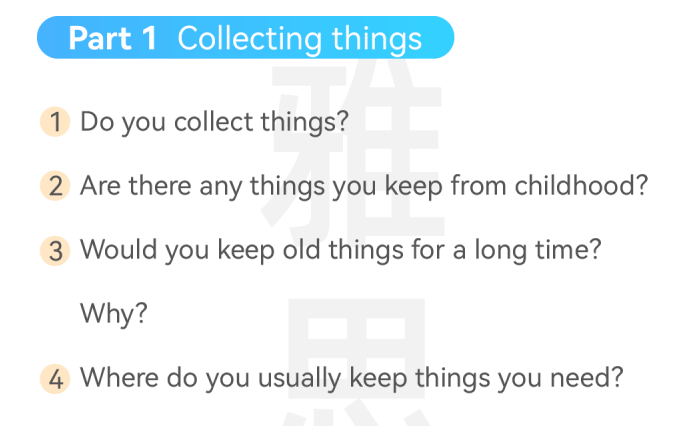 Part 1 Collecting things
1 Do you collect things?
2 Are there any things you keep from childhood?
3 Would you keep old things for a long time?
Why?
4 Where do you usually keep things you need?
雅
思